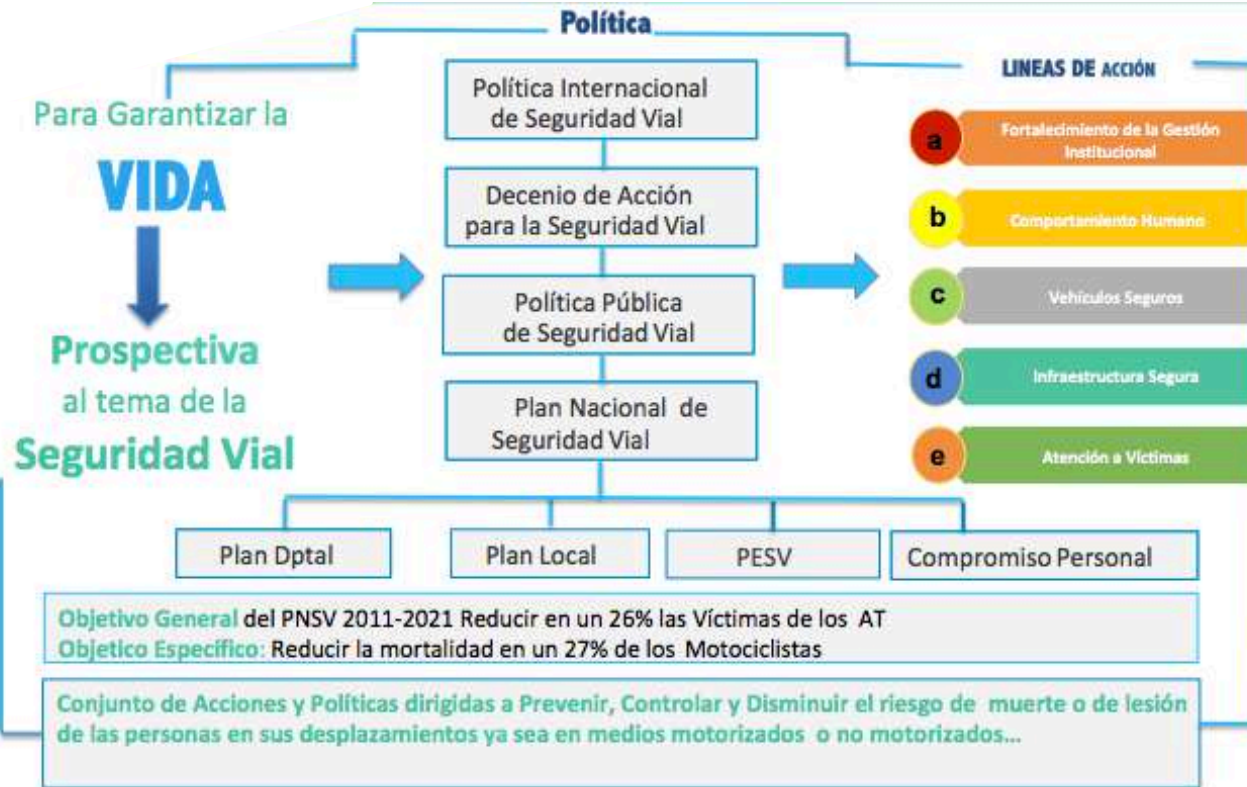 Política
Para Garantizar la
VIDA
Prospectiva
al tema de la
Seguridad Vial
Política Internacional
de Seguridad Vial
Decenio de Acción
para la Seguridad Vial
Política Pública
de Seguridad Vial
Plan Nacional de
Seguridad Vial
LINEAS DE ACCIÓN
a
Fortalecimiento de la Gestión
Institucional
b
Comportamiento Humano
c
Vehículos Seguros
d
Infraestructura Segura
e
Atención a Víctimas
Plan Dptal
Plan Local
PESV
Compromiso Personal
Objetivo General del PNSV 2011-2021 Reducir en un 26% las Víctimas de los AT
Objetico Específico: Reducir la mortalidad en un 27% de los Motociclistas
Conjunto de Acciones y Políticas dirigidas a Prevenir, Controlar y Disminuir el riesgo de muerte o de lesión
de las personas en sus desplazamientos ya sea en medios motorizados o no motorizados...